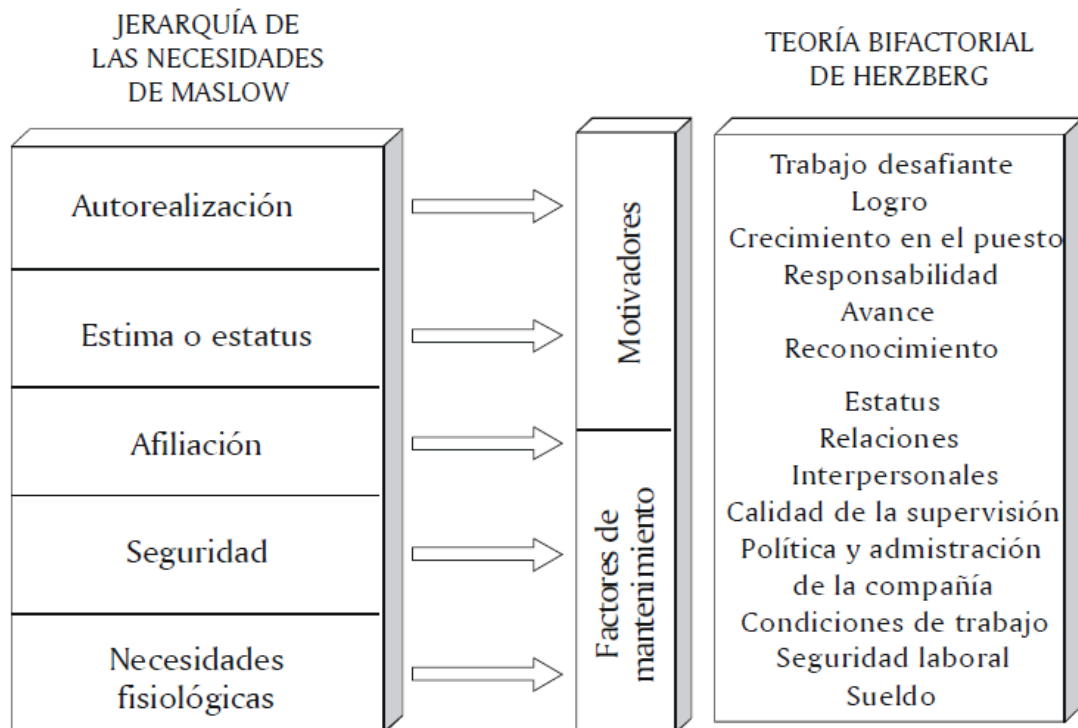 JERARQUÍA DE
LAS NECESIDADES
DE MASLOW
Autorealización
Estima o estatus
Afiliación
Seguridad
Necesidades
fisiológicas
Motivadores
Factores de
mantenimiento
TEORÍA BIFACTORIAL
DE HERZBERG
Trabajo desafiante
Logro
Crecimiento en el puesto
Responsabilidad
Avance
Reconocimiento
Estatus
Relaciones
Interpersonales
Calidad de la supervisión
Política y admistración
de la compañía
Condiciones de trabajo
Seguridad laboral
Sueldo